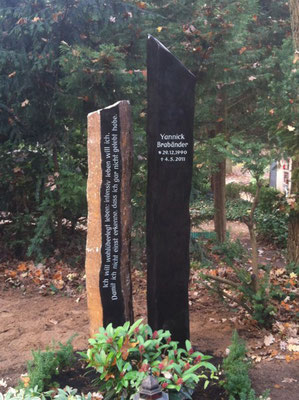 Ich will wohlüberlegt leben; intensiv leben will ich.
Damit ich nicht einst erkenne, dass ich gar nicht gelebt habe.
Yannick
Brabänder
* 29.12.1990
† 4.5.2011